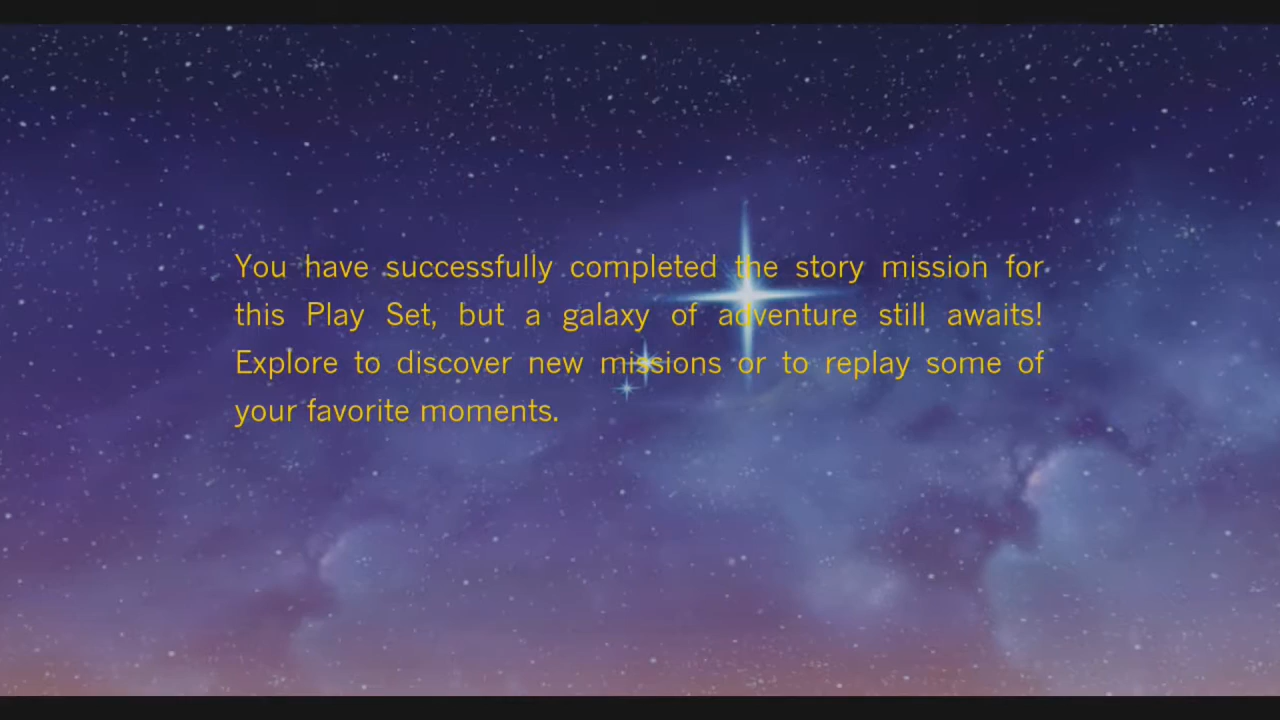 You have successfully completed the story mission for
this Play Set, but a galaxy of adventure still awaits!
Explore to discover new missions or to replay some of
your favorite moments.